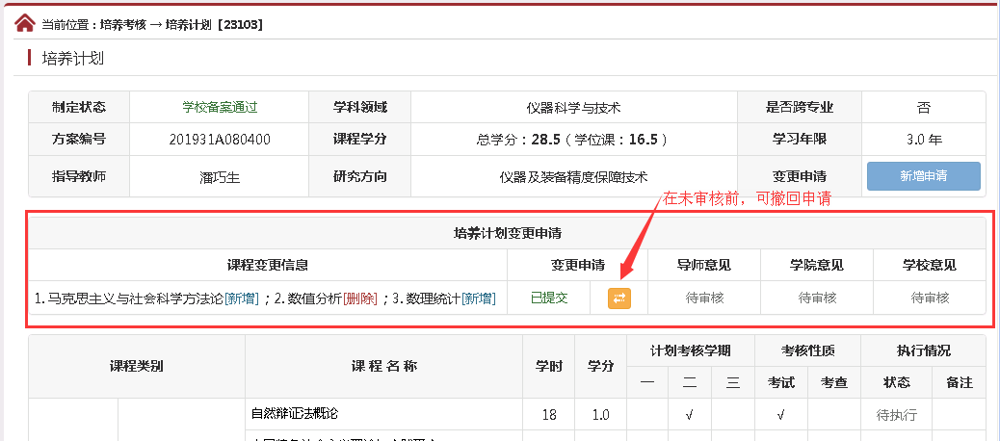 当前位置：培养考核 → 培养计划【23103】
培养计划
制定状态 学校备案通过 学科领域 仪器科学与技术 是否跨专业 否
方案编号 201931A080400 课程学分 总学分：28.5（学位课：16.5） 学习年限 3.0 年
指导教师 潘巧生 研究方向 仪器及装备精度保障技术 变更申请 新增申请
在未审核前，可撤回申请
培养计划变更申请
课程变更信息 变更申请 导师意见 学院意见 学校意见
1.马克思主义与社会科学方法论[新增]；2.数值分析[删除]；3.数理统计[新增] 已提交 待审核 待审核 待审核
课程类别 课 程 名 称 学时 学分 计划考核学期 考核性质 执行情况
一 二 三 考试 考查 状态 备注
自然辩证法概论 18 1.0 √ √ 待执行